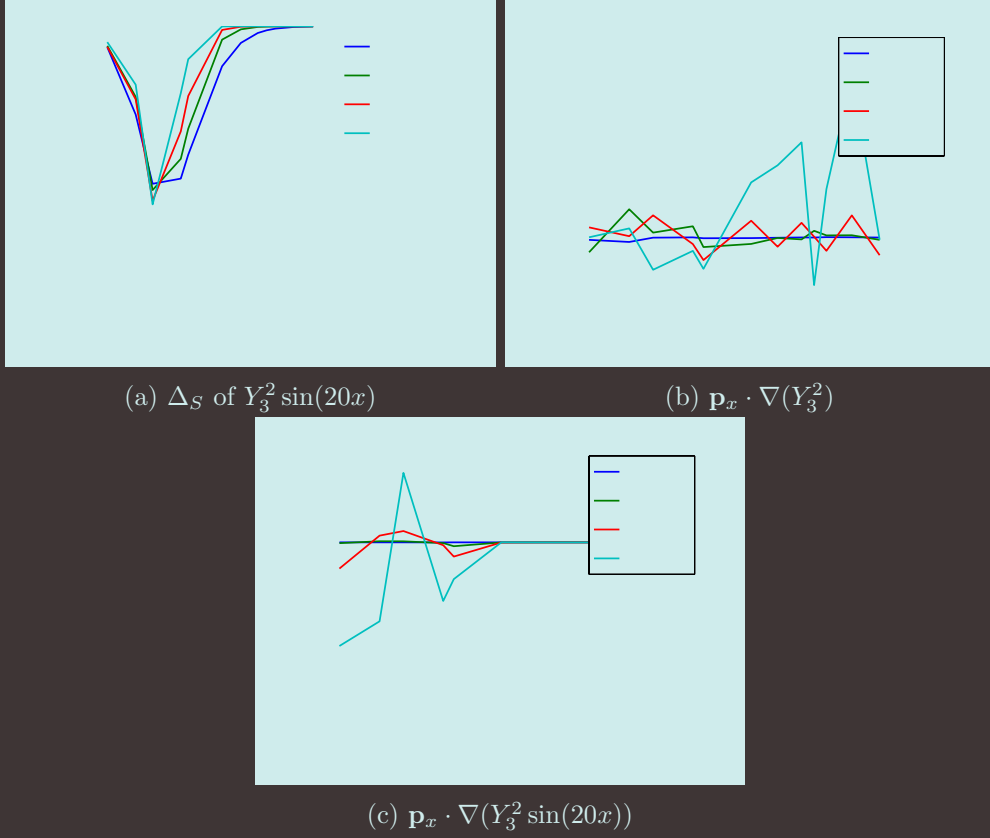 (a) $\Delta_S$ of $Y_3^2 \sin(20x)$
(b) $\mathbf{p}_x \cdot \nabla(Y_3^2)$
(c) $\mathbf{p}_x \cdot \nabla(Y_3^2 \sin(20x))$